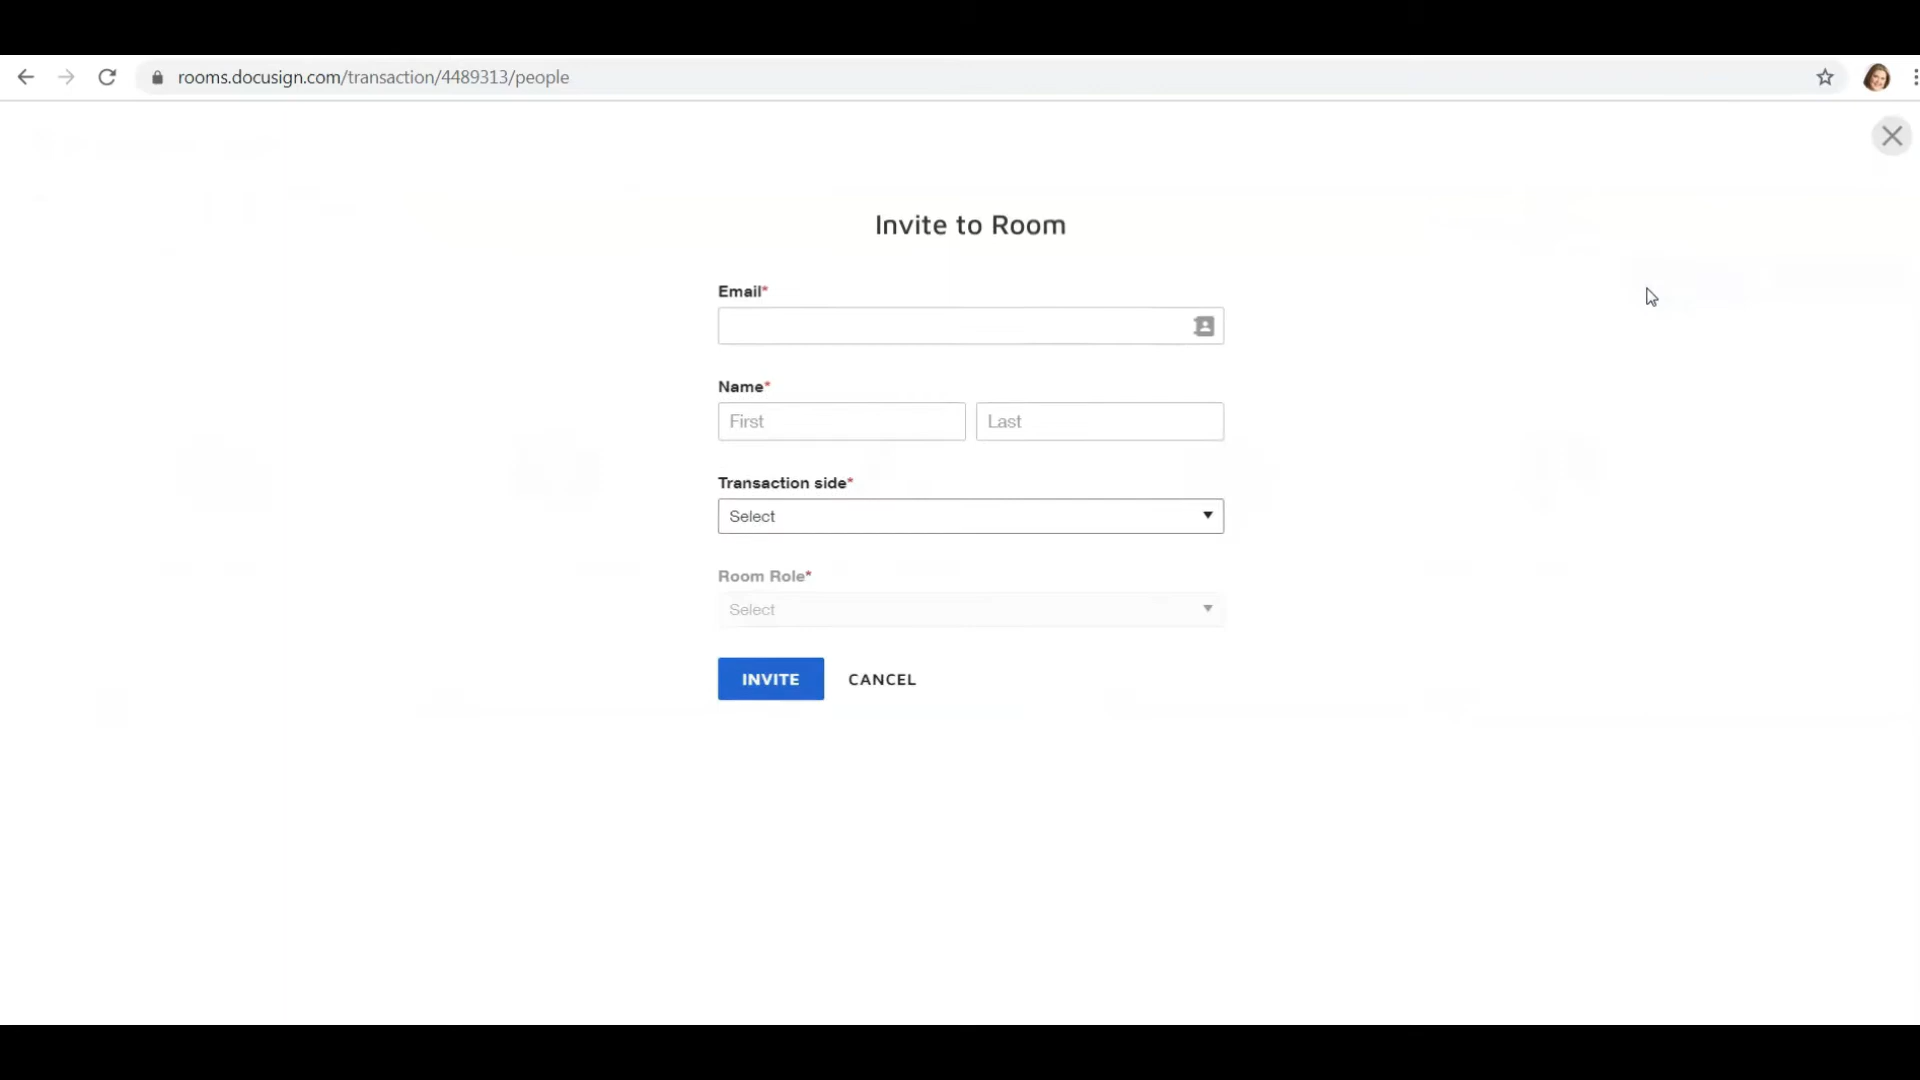 rooms.docusign.com/transaction/4489313/people
Invite to Room
Email*
Name*
First Last
Transaction side*
Select
Room Role*
Select
INVITE CANCEL